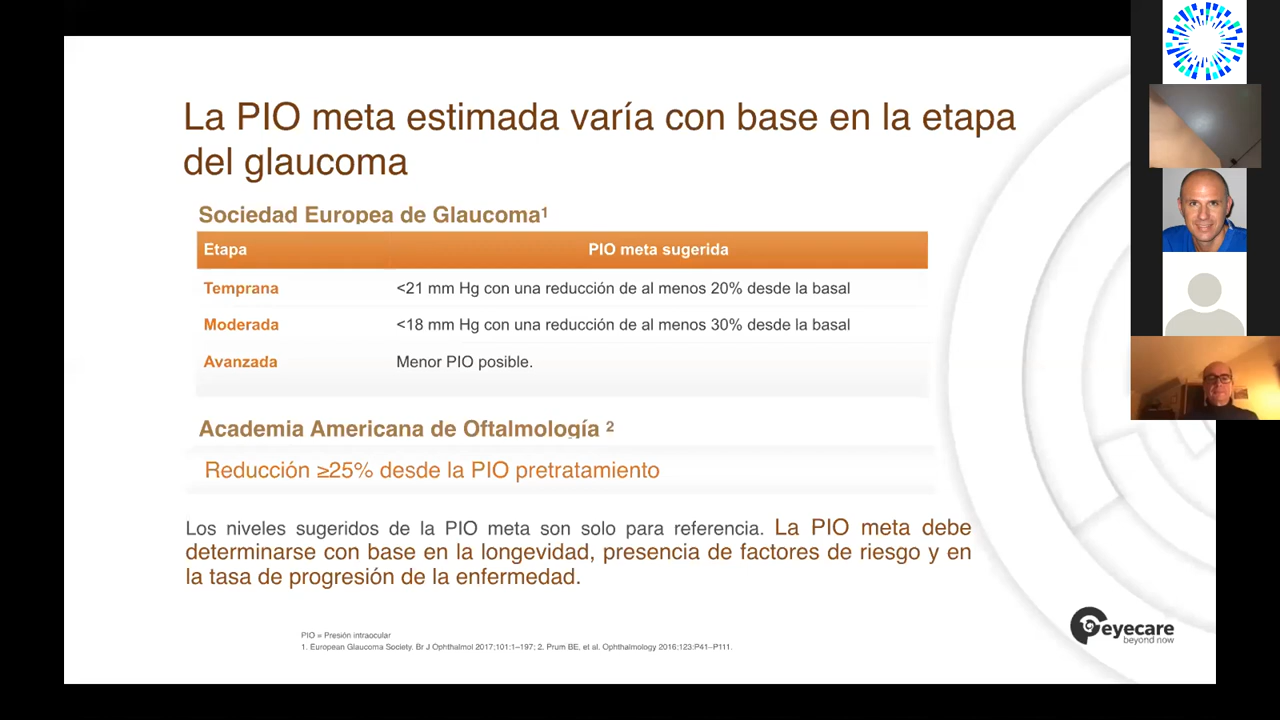 La PIO meta estimada varía con base en la etapa
del glaucoma
Sociedad Europea de Glaucoma¹
Etapa PIO meta sugerida
Temprana <21 mm Hg con una reducción de al menos 20% desde la basal
Moderada <18 mm Hg con una reducción de al menos 30% desde la basal
Avanzada Menor PIO posible.
Academia Americana de Oftalmología ²
Reducción ≥25% desde la PIO pretratamiento
Los niveles sugeridos de la PIO meta son solo para referencia. La PIO meta debe
determinarse con base en la longevidad, presencia de factores de riesgo y en
la tasa de progresión de la enfermedad.
eyecare
beyond now
PIO = Presión intraocular
1. European Glaucoma Society. Br J Ophthalmol 2017;101:1–197; 2. Prum BE, et al. Ophthalmology 2016;123:P41–P111.